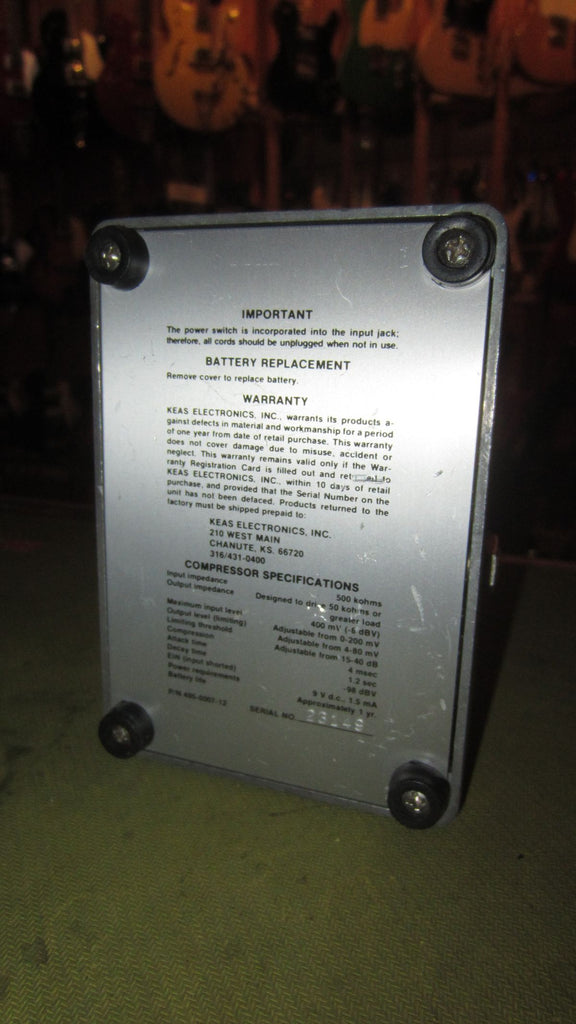 IMPORTANT
The power switch is incorporated into the input jack;
therefore, all cords should be unplugged when not in use.
BATTERY REPLACEMENT
Remove cover to replace battery.
WARRANTY
KEAS ELECTRONICS, INC., warrants its products a-
gainst defects in material and workmanship for a period
of one year from date of retail purchase. This warranty
does not cover damage due to misuse, accident or
neglect. This warranty remains valid only if the War-
ranty Registration Card is filled out and returned to
KEAS ELECTRONICS, INC., within 10 days of retail
purchase, and provided that the Serial Number on the
unit has not been defaced. Products returned to the
factory must be shipped prepaid to:
KEAS ELECTRONICS, INC.
210 WEST MAIN
CHANUTE, KS. 66720
316/431-0400
COMPRESSOR SPECIFICATIONS
Input impedance 500 kohms
Output impedance Designed to drive 50 kohms or
greater load
Maximum input level 400 mV (-6 dBV)
Output level (limiting) Adjustable from 0-200 mV
Limiting threshold Adjustable from 4-80 mV
Compression Adjustable from 15-40 dB
Attack time 4 msec
Decay time 1.2 sec
EIN (input shorted) -98 dBV
Power requirements 9 V d.c., 1.5 mA
Battery life Approximately 1 yr.
P/N 495-0007-12
SERIAL NO.